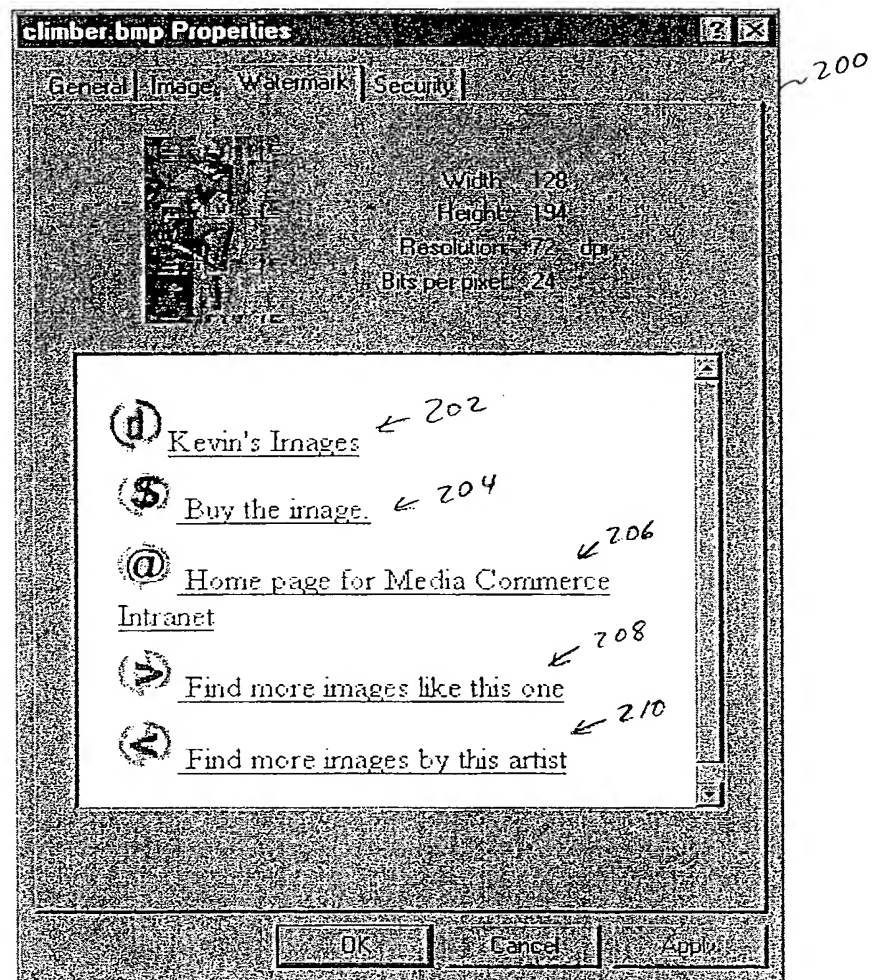 climber.bmp Properties
200
General Image Watermark Security
Width: 128
Height: 194
Resolution: 72 dpi
Bits per pixel: 24
d Kevin's Images 202
$ Buy the image. 204
206
@ Home page for Media Commerce
Intranet
208
> Find more images like this one
210
< Find more images by this artist
OK Cancel Apply